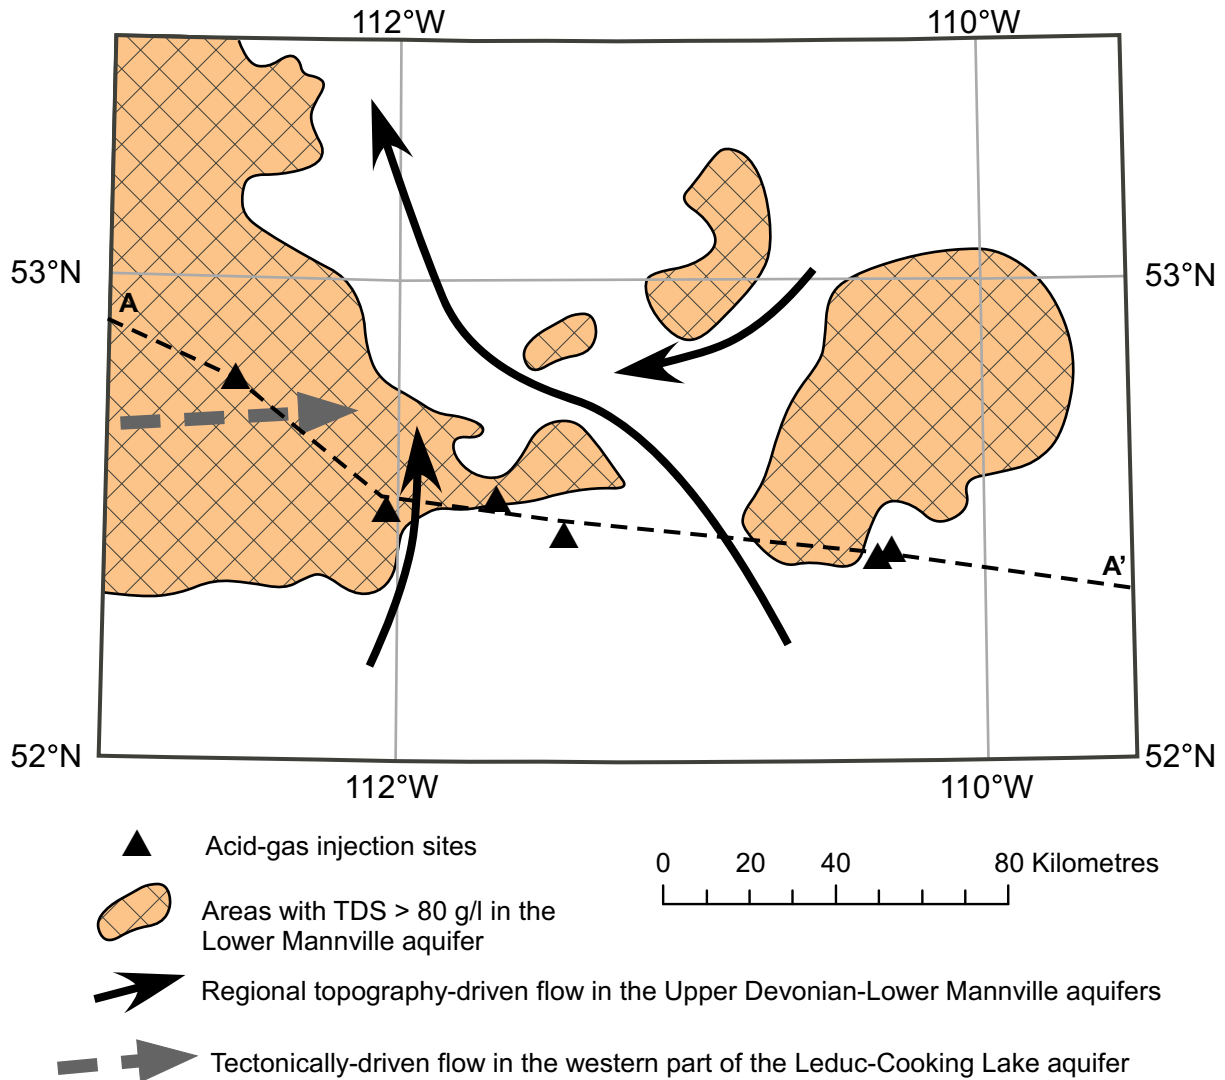 112°W 110°W
53°N 53°N
A
A’
52°N 52°N
112°W 110°W
Acid-gas injection sites
0 20 40 80 Kilometres
Areas with TDS > 80 g/l in the
Lower Mannville aquifer
Regional topography-driven flow in the Upper Devonian-Lower Mannville aquifers
Tectonically-driven flow in the western part of the Leduc-Cooking Lake aquifer